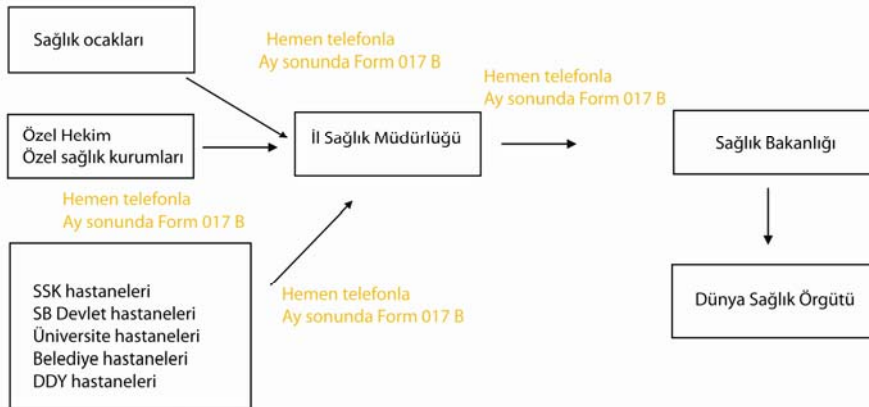 Sağlık ocakları
Hemen telefonla
Ay sonunda Form 017 B
Hemen telefonla
Ay sonunda Form 017 B
Özel Hekim
Özel sağlık kurumları
İl Sağlık Müdürlüğü
Sağlık Bakanlığı
Hemen telefonla
Ay sonunda Form 017 B
SSK hastaneleri
SB Devlet hastaneleri
Üniversite hastaneleri
Belediye hastaneleri
DDY hastaneleri
Hemen telefonla
Ay sonunda Form 017 B
Dünya Sağlık Örgütü